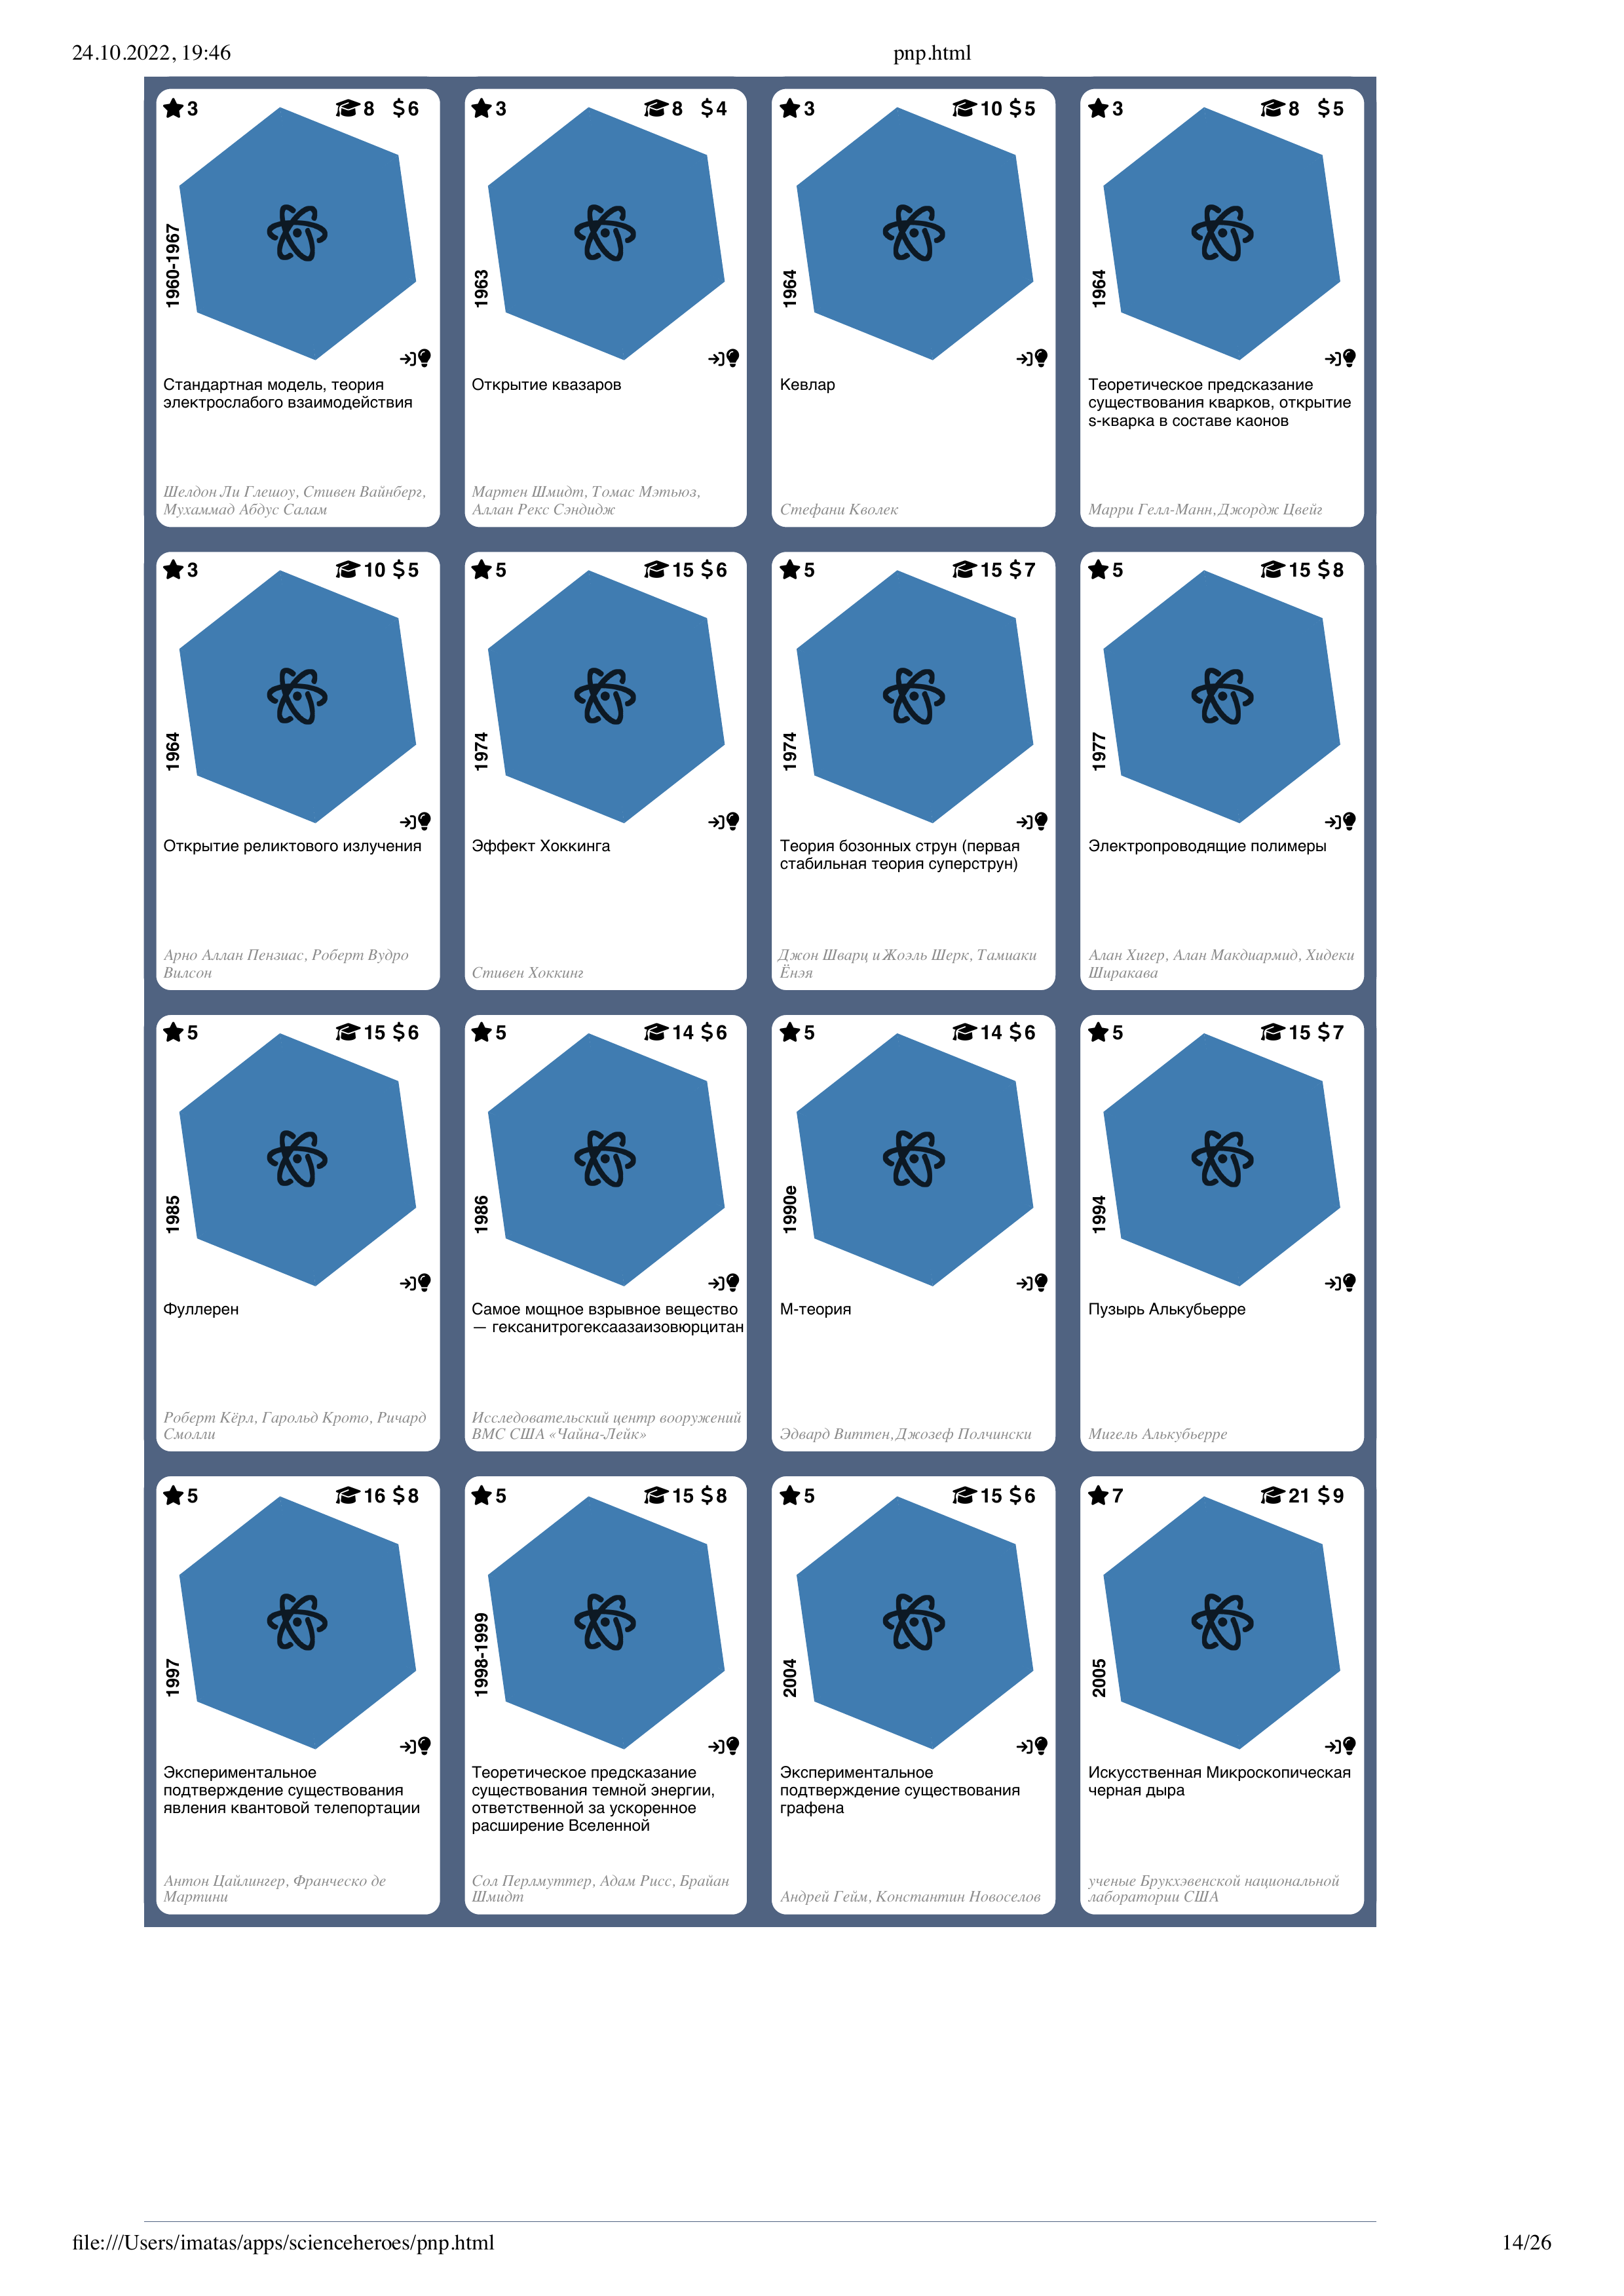 24.10.2022, 19:46
pnp.html
3 8 $6
1960-1967
Стандартная модель, теория
электрослабого взаимодействия
Шелдон Ли Глешоу, Стивен Вайнберг,
Мухаммад Абдус Салам
3 8 $4
1963
Открытие квазаров
Мартен Шмидт, Томас Мэтьюз,
Аллан Рекс Сэндидж
3 10 $5
1964
Кевлар
Стефани Кволек
3 8 $5
1964
Теоретическое предсказание
существования кварков, открытие
s-кварка в составе каонов
Марри Гелл-Манн,Джордж Цвейг
3 10 $5
1964
Открытие реликтового излучения
Арно Аллан Пензиас, Роберт Вудро
Вилсон
5 15 $6
1974
Эффект Хоккинга
Стивен Хоккинг
5 15 $7
1974
Теория бозонных струн (первая
стабильная теория суперструн)
Джон Шварц и Жоэль Шерк, Тамиаки
Ёнэя
5 15 $8
1977
Электропроводящие полимеры
Алан Хигер, Алан Макдиармид, Хидеки
Ширакава
5 15 $6
1985
Фуллерен
Роберт Кёрл, Гарольд Крото, Ричард
Смолли
5 14 $6
1986
Самое мощное взрывное вещество
— гексанитрогексаазаизовюрцитан
Исследовательский центр вооружений
ВМС США «Чайна-Лейк»
5 14 $6
1990е
М-теория
Эдвард Виттен,Джозеф Полчински
5 15 $7
1994
Пузырь Алькубьерре
Мигель Алькубьерре
5 16 $8
1997
Экспериментальное
подтверждение существования
явления квантовой телепортации
Антон Цайлингер, Франческо де
Мартини
5 15 $8
1998-1999
Теоретическое предсказание
существования темной энергии,
ответственной за ускоренное
расширение Вселенной
Сол Перлмуттер, Адам Рисс, Брайан
Шмидт
5 15 $6
2004
Экспериментальное
подтверждение существования
графена
Андрей Гейм, Константин Новоселов
7 21 $9
2005
Искусственная Микроскопическая
черная дыра
ученые Брукхэвенской национальной
лаборатории США
file:///Users/imatas/apps/scienceheroes/pnp.html
14/26